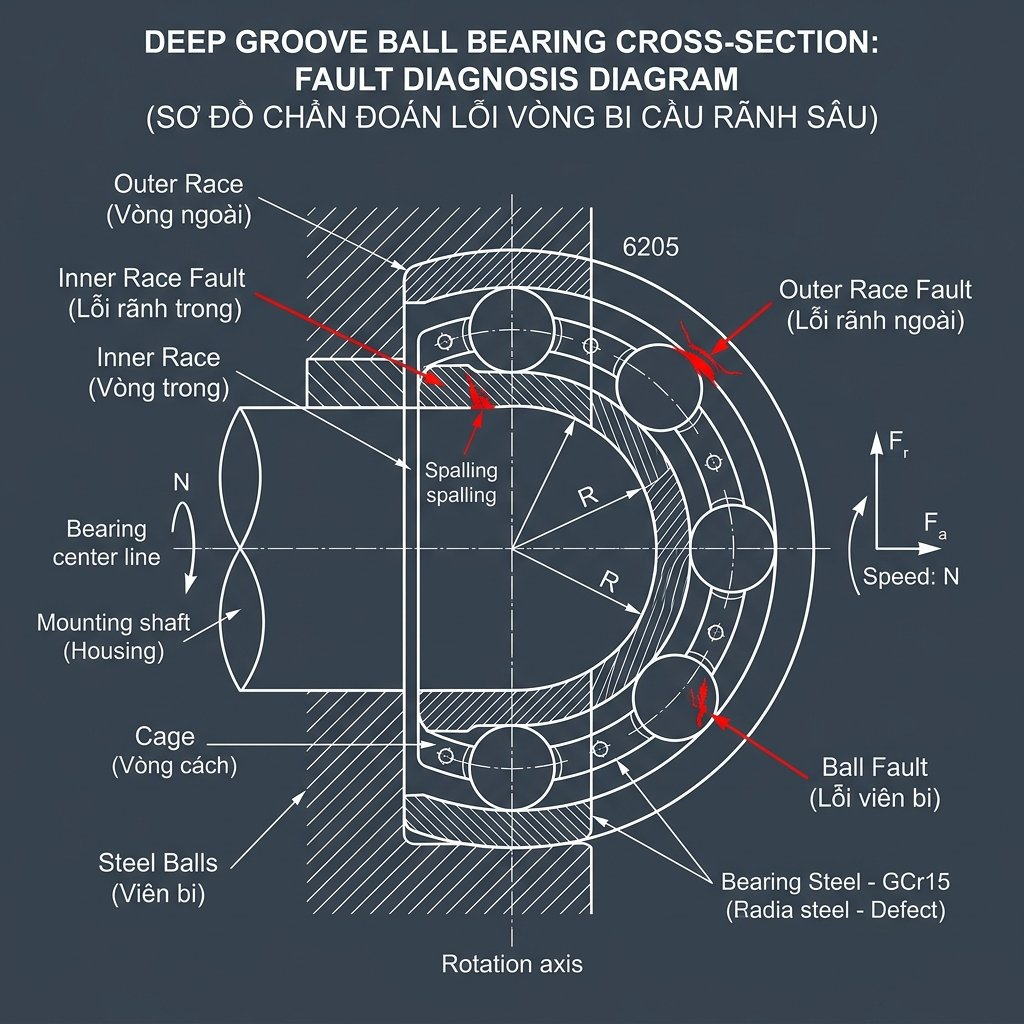 DEEP GROOVE BALL BEARING CROSS-SECTION:
FAULT DIAGNOSIS DIAGRAM
(SƠ ĐỒ CHẨN ĐOÁN LỖI VÒNG BI CẦU RÃNH SÂU)
Outer Race
(Vòng ngoài)
6205
Inner Race Fault
(Lỗi rãnh trong)
Outer Race Fault
(Lỗi rãnh ngoài)
Inner Race
(Vòng trong)
Spalling
spalling
R
R
N
Bearing
center line
Fr
Fa
Speed: N
Mounting shaft
(Housing)
Cage
(Vòng cách)
Ball Fault
(Lỗi viên bi)
Steel Balls
(Viên bi)
Bearing Steel - GCr15
(Radia steel - Defect)
Rotation axis